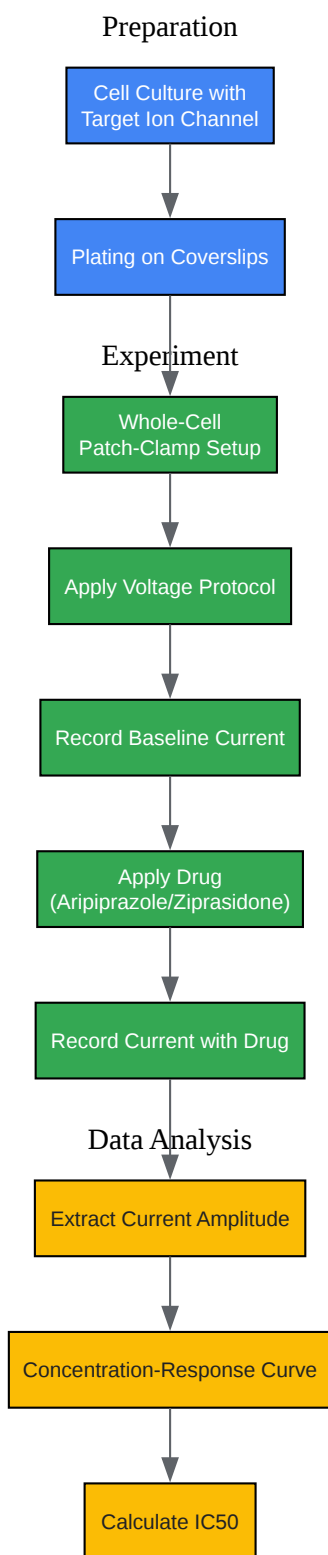 Preparation
Cell Culture with
Target Ion Channel
Plating on Coverslips
Experiment
Whole-Cell
Patch-Clamp Setup
Apply Voltage Protocol
Record Baseline Current
Apply Drug
(Aripiprazole/Ziprasidone)
Record Current with Drug
Data Analysis
Extract Current Amplitude
Concentration-Response Curve
Calculate IC50